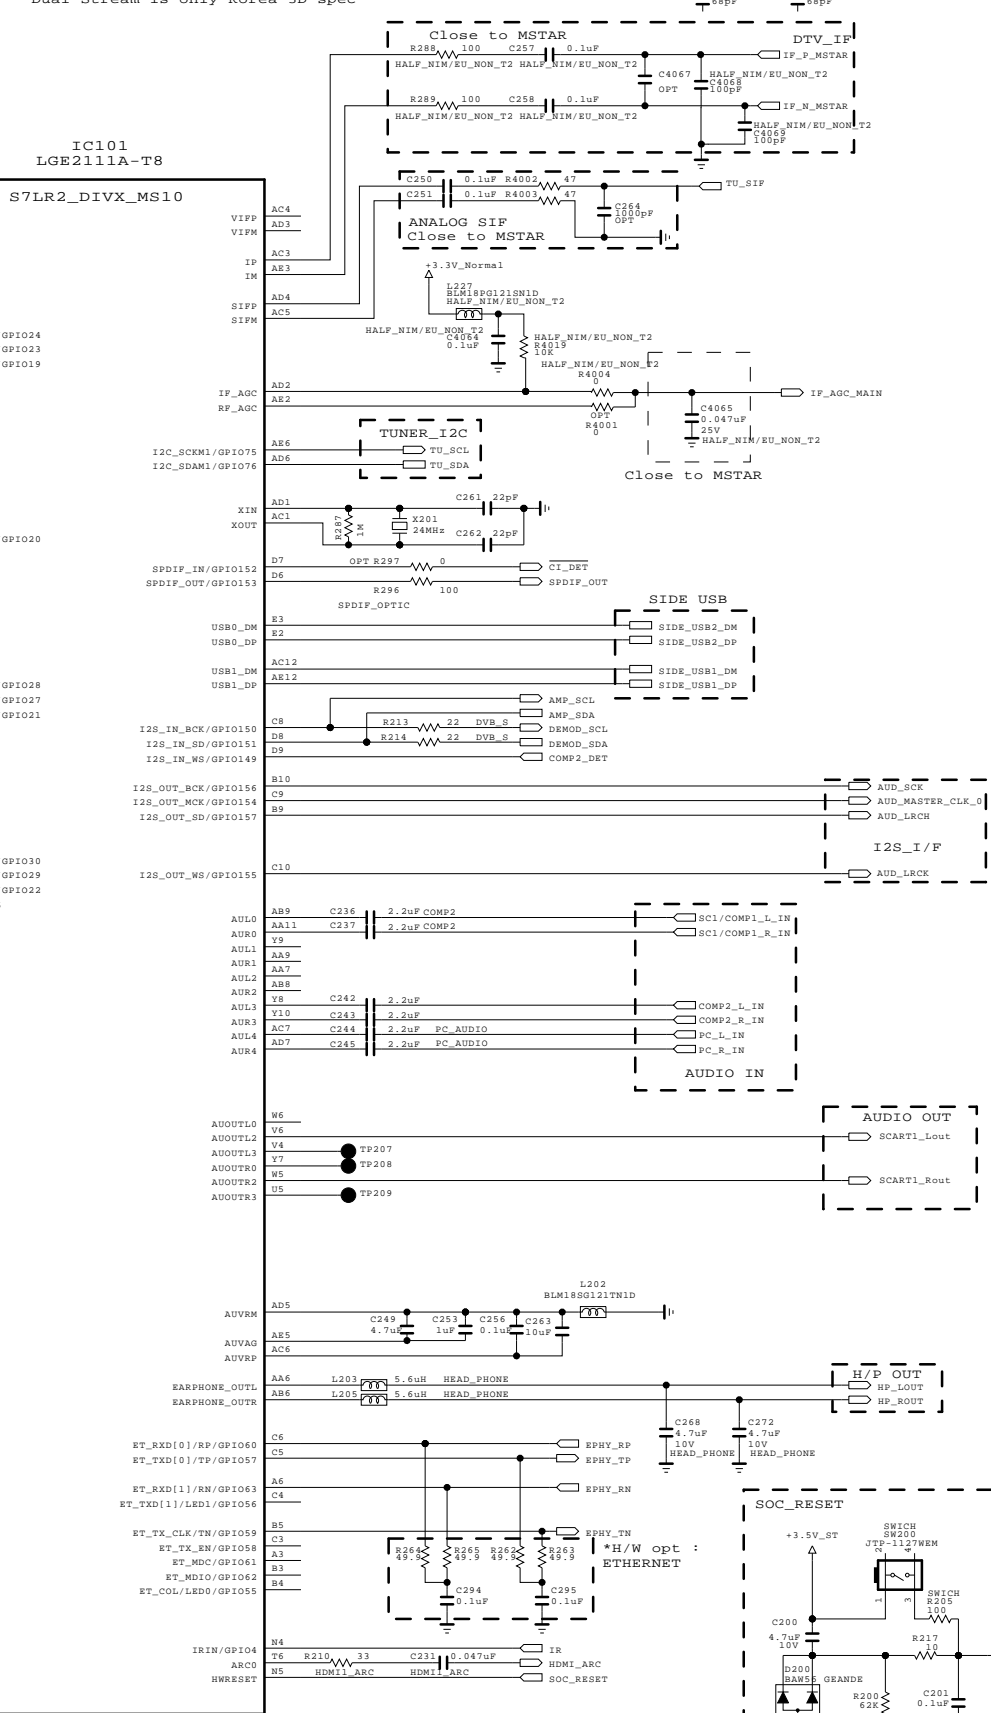 Dual Stream is only Korea 3D spec
68pF
68pF
Close to MSTAR
DTV_IF
R288 100 C257 0.1uF
IF_P_MSTAR
HALF_NIM/EU_NON_T2 HALF_NIM/EU_NON_T2
C4067
OPT
HALF_NIM/EU_NON_T2
C4068
100pF
R289 100 C258 0.1uF
IF_N_MSTAR
HALF_NIM/EU_NON_T2 HALF_NIM/EU_NON_T2
HALF_NIM/EU_NON_T2
C4069
100pF
IC101
LGE2111A-T8
S7LR2_DIVX_MS10
C250 0.1uF R4002 47
TU_SIF
C251 0.1uF R4003 47
C264
1000pF
OPT
ANALOG SIF
Close to MSTAR
VIFP AC4
VIFM AD3
IP AC3
IM AE3
SIFP AD4
SIFM AC5
+3.3V_Normal
L227
BLM18PG121SN1D
HALF_NIM/EU_NON_T2
HALF_NIM/EU_NON_T2
C4064
0.1uF
HALF_NIM/EU_NON_T2
R4019
10K
HALF_NIM/EU_NON_T2
R4004
0
GPIO24
GPIO23
GPIO19
IF_AGC AD2
RF_AGC AE2
OPT
R4001
0
C4065
0.047uF
25V
HALF_NIM/EU_NON_T2
IF_AGC_MAIN
Close to MSTAR
TUNER_I2C
I2C_SCKM1/GPIO75 AE6 TU_SCL
I2C_SDAM1/GPIO76 AD6 TU_SDA
XIN AD1
XOUT AC1
R287
1M
X201
24MHz
C261 22pF
C262 22pF
GPIO20
SPDIF_IN/GPIO152 D7 OPT R297 0 CI_DET
SPDIF_OUT/GPIO153 D6 R296 100 SPDIF_OUT
SPDIF_OPTIC
SIDE USB
USB0_DM E3 SIDE_USB2_DM
USB0_DP E2 SIDE_USB2_DP
USB1_DM AC12 SIDE_USB1_DM
USB1_DP AE12 SIDE_USB1_DP
GPIO28
GPIO27
GPIO21
AMP_SCL
AMP_SDA
I2S_IN_BCK/GPIO150 C8 R213 22 DVB_S DEMOD_SCL
I2S_IN_SD/GPIO151 D8 R214 22 DVB_S DEMOD_SDA
I2S_IN_WS/GPIO149 D9 COMP2_DET
I2S_OUT_BCK/GPIO156 B10 AUD_SCK
I2S_OUT_MCK/GPIO154 C9 AUD_MASTER_CLK_0
I2S_OUT_SD/GPIO157 B9 AUD_LRCH
I2S_I/F
GPIO30
GPIO29
GPIO22
I2S_OUT_WS/GPIO155 C10 AUD_LRCK
AUL0 AB9 C236 2.2uF COMP2 SC1/COMP1_L_IN
AUR0 AA11 C237 2.2uF COMP2 SC1/COMP1_R_IN
AUL1 Y9
AUR1 AA9
AUL2 AA7
AUR2 AB8
AUL3 Y8 C242 2.2uF COMP2_L_IN
AUR3 Y10 C243 2.2uF COMP2_R_IN
AUL4 AC7 C244 2.2uF PC_AUDIO PC_L_IN
AUR4 AD7 C245 2.2uF PC_AUDIO PC_R_IN
AUDIO IN
AUDIO OUT
AUOUTL0 W6
AUOUTL2 V6 SCART1_Lout
AUOUTL3 V4 TP207
AUOUTR0 Y7 TP208
AUOUTR2 W5 SCART1_Rout
AUOUTR3 U5 TP209
L202
BLM18SG121TN1D
AUVRM AD5
C249
4.7uF
C253
1uF
C256
0.1uF
C263
10uF
AUVAG AE5
AUVRP AC6
H/P OUT
EARPHONE_OUTL AA6 L203 5.6uH HEAD_PHONE HP_LOUT
EARPHONE_OUTR AB6 L205 5.6uH HEAD_PHONE HP_ROUT
C268
4.7uF
10V
HEAD_PHONE
C272
4.7uF
10V
HEAD_PHONE
ET_RXD[0]/RP/GPIO60 C6 EPHY_RP
ET_TXD[0]/TP/GPIO57 C5 EPHY_TP
ET_RXD[1]/RN/GPIO63 A6 EPHY_RN
ET_TXD[1]/LED1/GPIO56 C4
ET_TX_CLK/TN/GPIO59 B5 EPHY_TN
ET_TX_EN/GPIO58 C3
ET_MDC/GPIO61 A3
ET_MDIO/GPIO62 B3
ET_COL/LED0/GPIO55 B4
R264
49.9
R265
49.9
R262
49.9
R263
49.9
*H/W opt :
ETHERNET
C294
0.1uF
C295
0.1uF
IRIN/GPIO4 N4 IR
ARC0 T6 R210 33 C231 0.047uF HDMI_ARC
HDMI1_ARC HDMI1_ARC
HWRESET N5 SOC_RESET
SOC_RESET
+3.5V_ST
SWICH
SW200
JTP-1127WEM
2 4
1 3
SWICH
R205
100
C200
4.7uF
10V
R217
10
D200
BAW56 GEANDE
R200
62K
C201
0.1uF